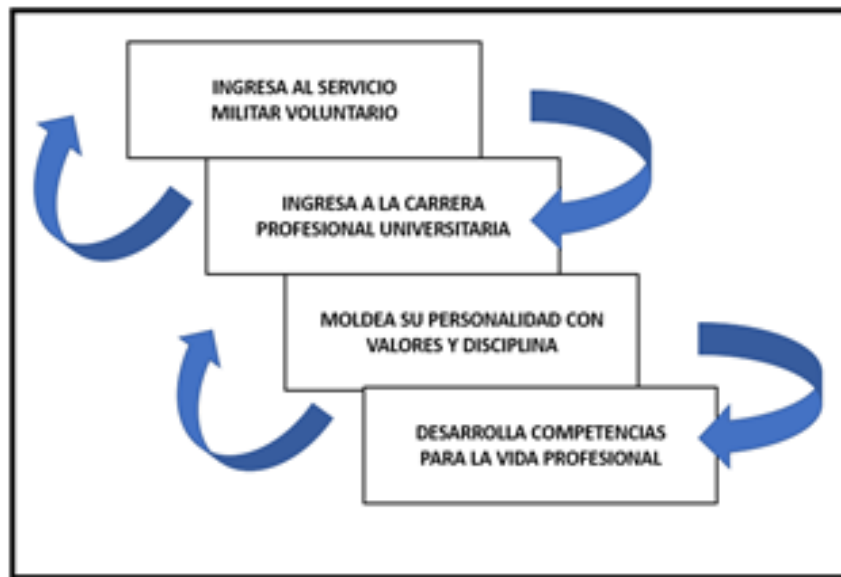 INGRESA AL SERVICIO
MILITAR VOLUNTARIO
INGRESA A LA CARRERA
PROFESIONAL UNIVERSITARIA
MOLDEA SU PERSONALIDAD CON
VALORES Y DISCIPLINA
DESARROLLA COMPETENCIAS
PARA LA VIDA PROFESIONAL